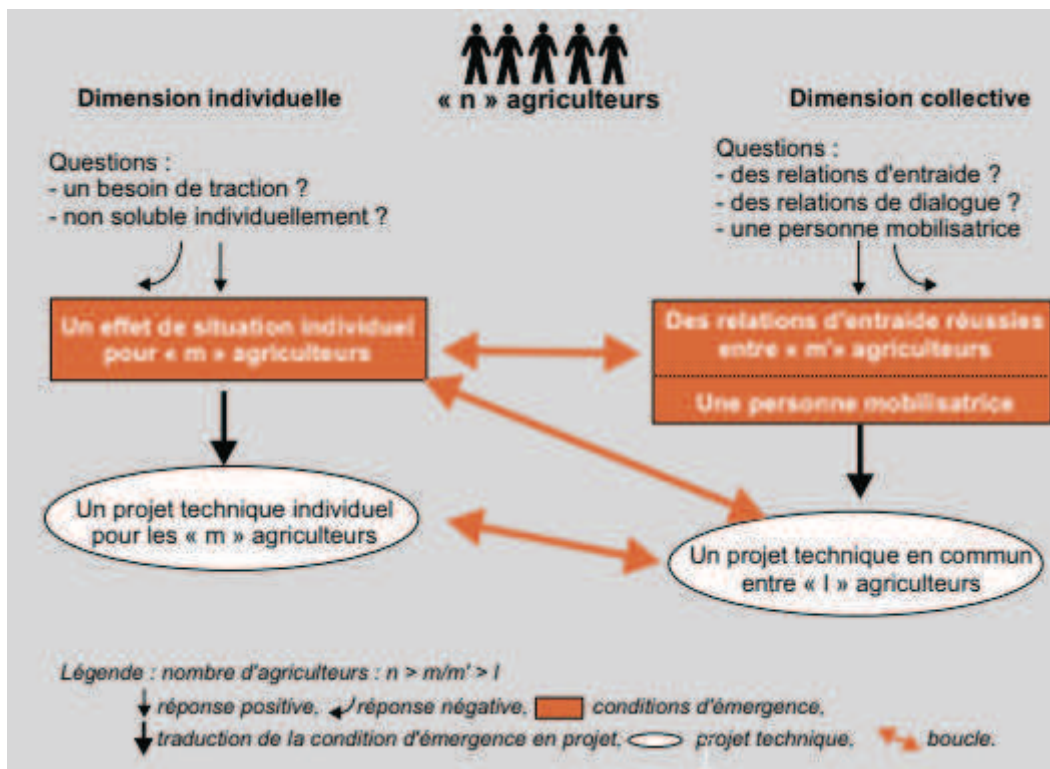 « n » agriculteurs
Dimension individuelle
Dimension collective
Questions :
- un besoin de traction ?
- non soluble individuellement ?
Questions :
- des relations d'entraide ?
- des relations de dialogue ?
- une personne mobilisatrice
Un effet de situation individuel
pour « m » agriculteurs
Des relations d'entraide réussies
entre « m'» agriculteurs
Une personne mobilisatrice
Un projet technique individuel
pour les « m » agriculteurs
Un projet technique en commun
entre « l » agriculteurs
Légende : nombre d'agriculteurs : n > m/m' > l
réponse positive, réponse négative, conditions d'émergence,
traduction de la condition d'émergence en projet, projet technique, boucle.